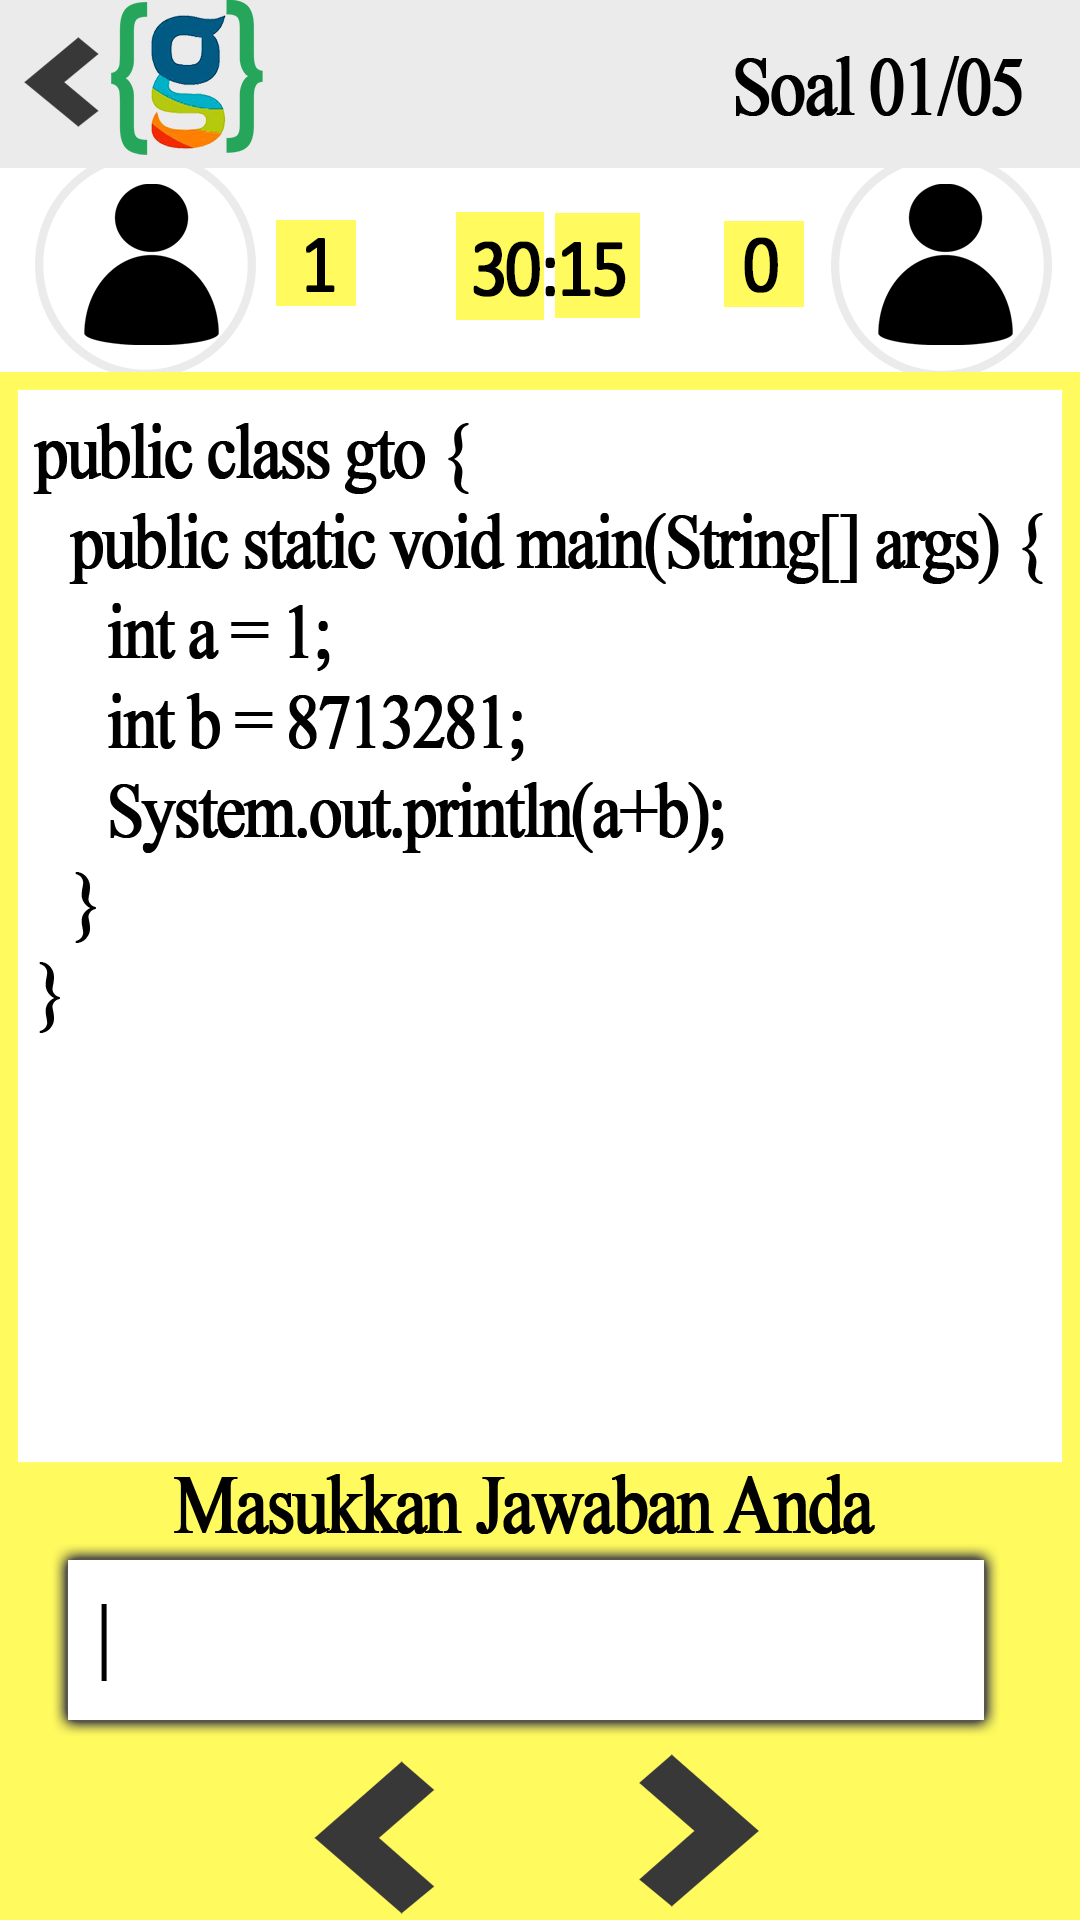 {g}
Soal 01/05
1
30:15
0
public class gto {
public static void main(String[] args) {
int a = 1;
int b = 8713281;
System.out.println(a+b);
}
}
Masukkan Jawaban Anda